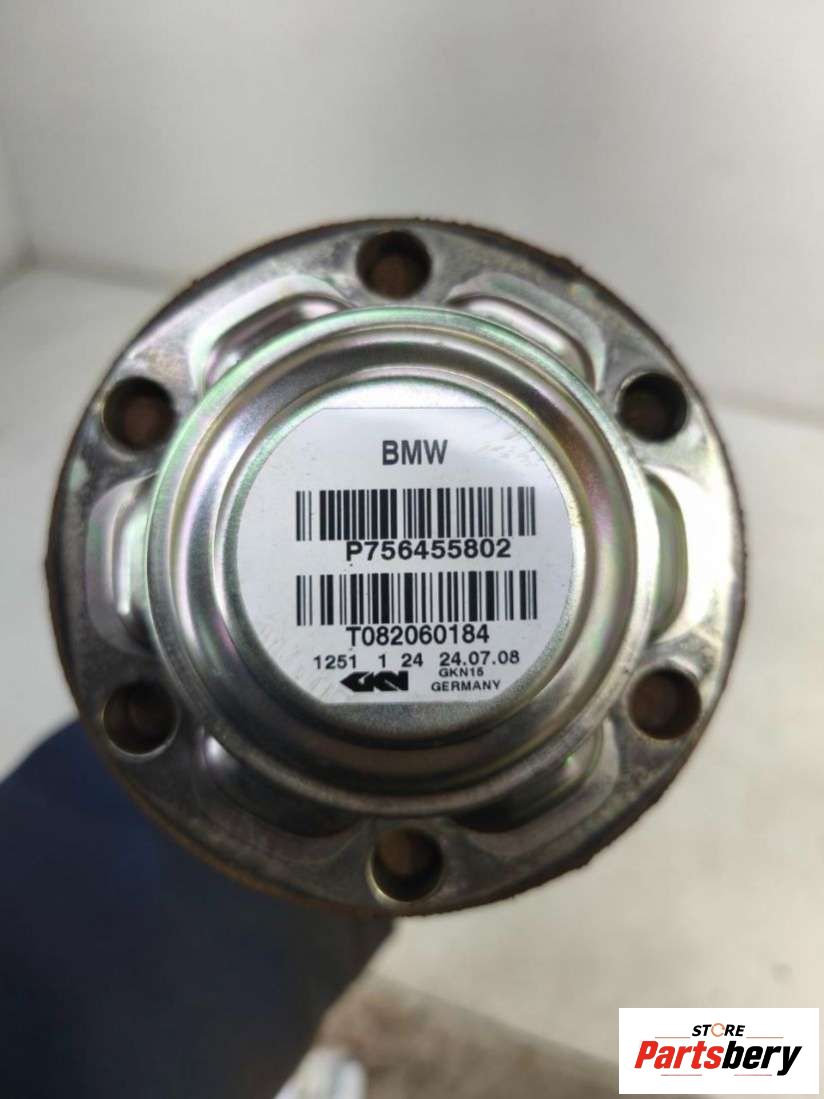 BMW
P756455802
T082060184
1251 1 24 24.07.08
GKN GKN15
GERMANY
STORE
Partsbery